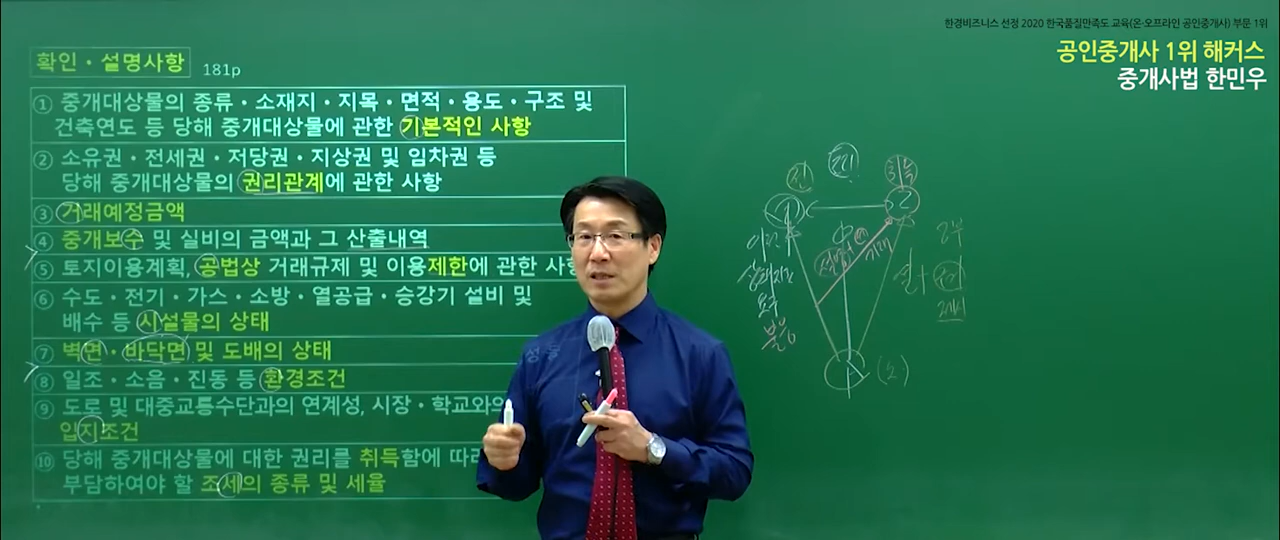 한경비즈니스 선정 2020 한국품질만족도 교육(온·오프라인 공인중개사) 부문 1위
공인중개사 1위 해커스
중개사법 한민우
확인·설명사항 181p
① 중개대상물의 종류·소재지·지목·면적·용도·구조 및
건축연도 등 당해 중개대상물에 관한 기본적인 사항
② 소유권·전세권·저당권·지상권 및 임차권 등
당해 중개대상물의 권리관계에 관한 사항
③ 거래예정금액
④ 중개보수 및 실비의 금액과 그 산출내역
⑤ 토지이용계획, 공법상 거래규제 및 이용제한에 관한
⑥ 수도·전기·가스·소방·열공급·승강기 설비 및
배수 등 시설물의 상태
⑦ 벽면·바닥면 및 도배의 상태
⑧ 일조·소음·진동 등 환경조건
⑨ 도로 및 대중교통수단과의 연계성, 시장·학교와의
입지조건
⑩ 당해 중개대상물에 대한 권리를 취득함에 따라
부담하여야 할 조세의 종류 및 세율
1 2
중
요구
불응